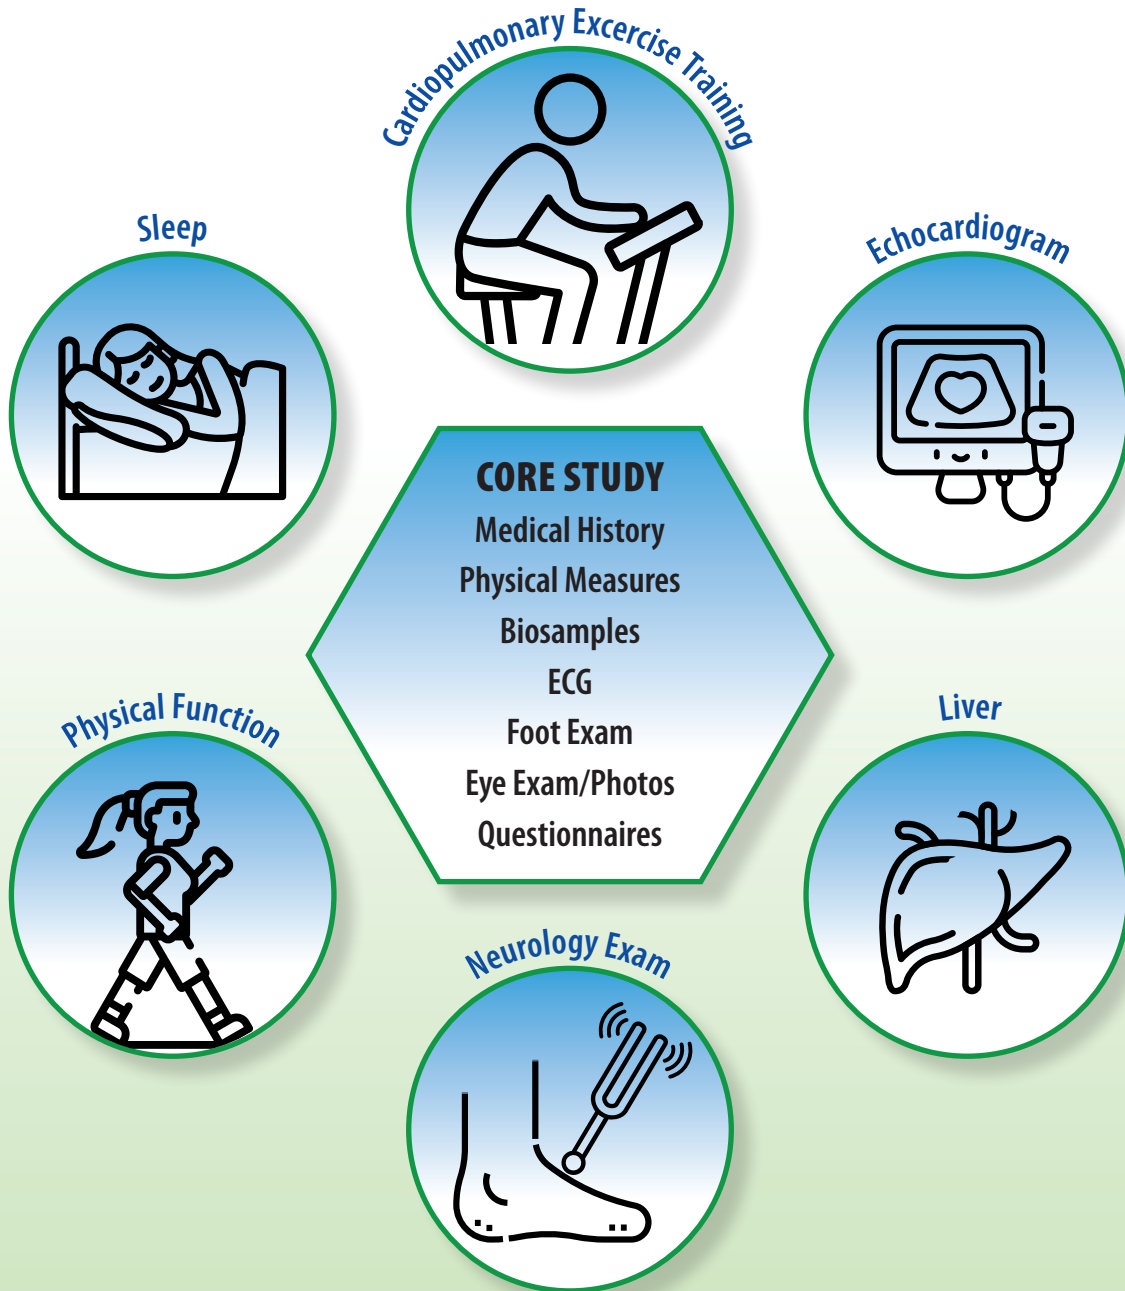 Cardiopulmonary Excercise Training
Sleep
Echocardiogram
CORE STUDY
Medical History
Physical Measures
Biosamples
ECG
Foot Exam
Eye Exam/Photos
Questionnaires
Physical Function
Liver
Neurology Exam